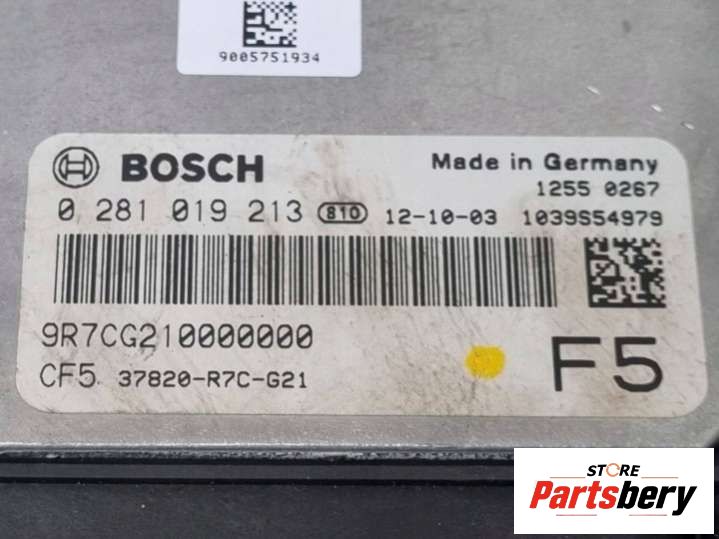 9005751934
BOSCH
Made in Germany
1255 0267
0 281 019 213 810 12-10-03 1039S54979
9R7CG210000000
CF5 37820-R7C-G21
F5
STORE
Partsbery